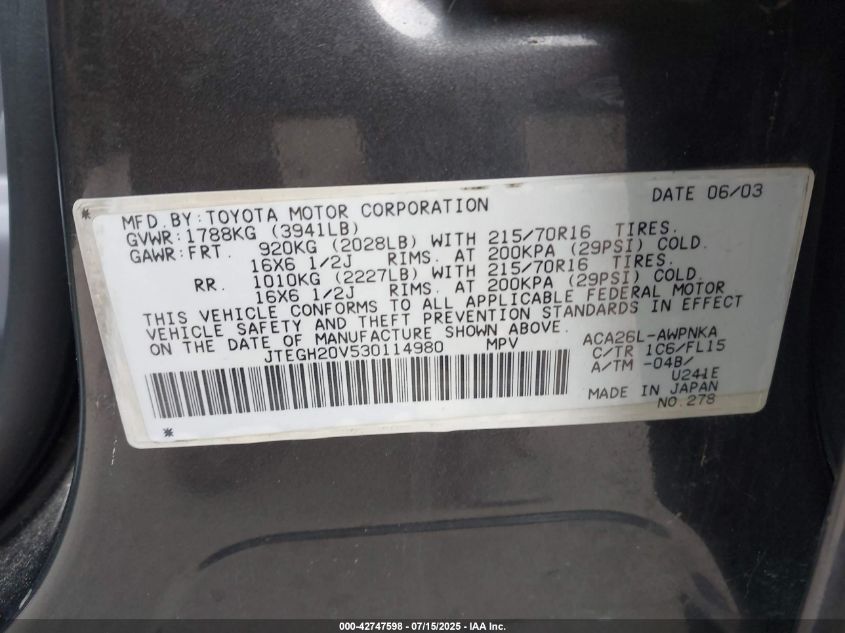 DATE 06/03
MFD.BY:TOYOTA MOTOR CORPORATION
GVWR:1788KG (3941LB)
GAWR:FRT. 920KG (2028LB) WITH 215/70R16 TIRES.
16X6 1/2J RIMS. AT 200KPA (29PSI) COLD.
RR. 1010KG (2227LB) WITH 215/70R16 TIRES.
16X6 1/2J RIMS. AT 200KPA (29PSI) COLD.
THIS VEHICLE CONFORMS TO ALL APPLICABLE FEDERAL MOTOR
VEHICLE SAFETY AND THEFT PREVENTION STANDARDS IN EFFECT
ON THE DATE OF MANUFACTURE SHOWN ABOVE.
JTEGH20V530114980 MPV
ACA26L-AWPNKA
C/TR 1C6/FL15
A/TM -04B/
U241E
MADE IN JAPAN
NO.278
000-42747598 - 07/15/2025 - IAA Inc.